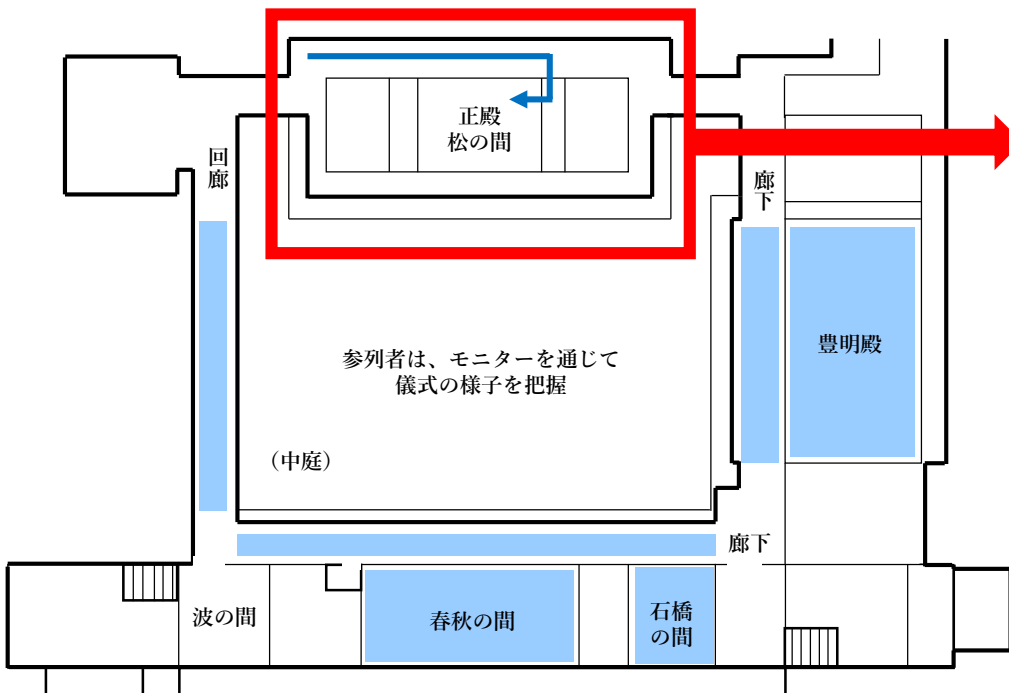 正殿
松の間
回廊
廊下
豊明殿
参列者は、モニターを通じて
儀式の様子を把握
（中庭）
廊下
波の間
春秋の間
石橋
の間